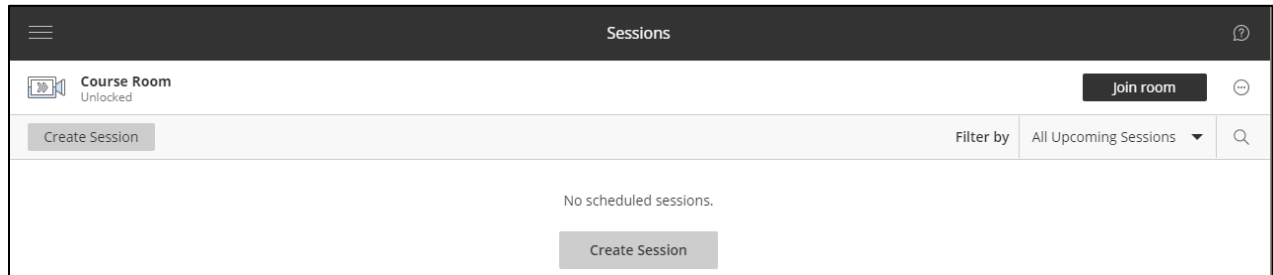 Sessions
Course Room
Unlocked
Join room
Create Session
Filter by
All Upcoming Sessions
No scheduled sessions.
Create Session